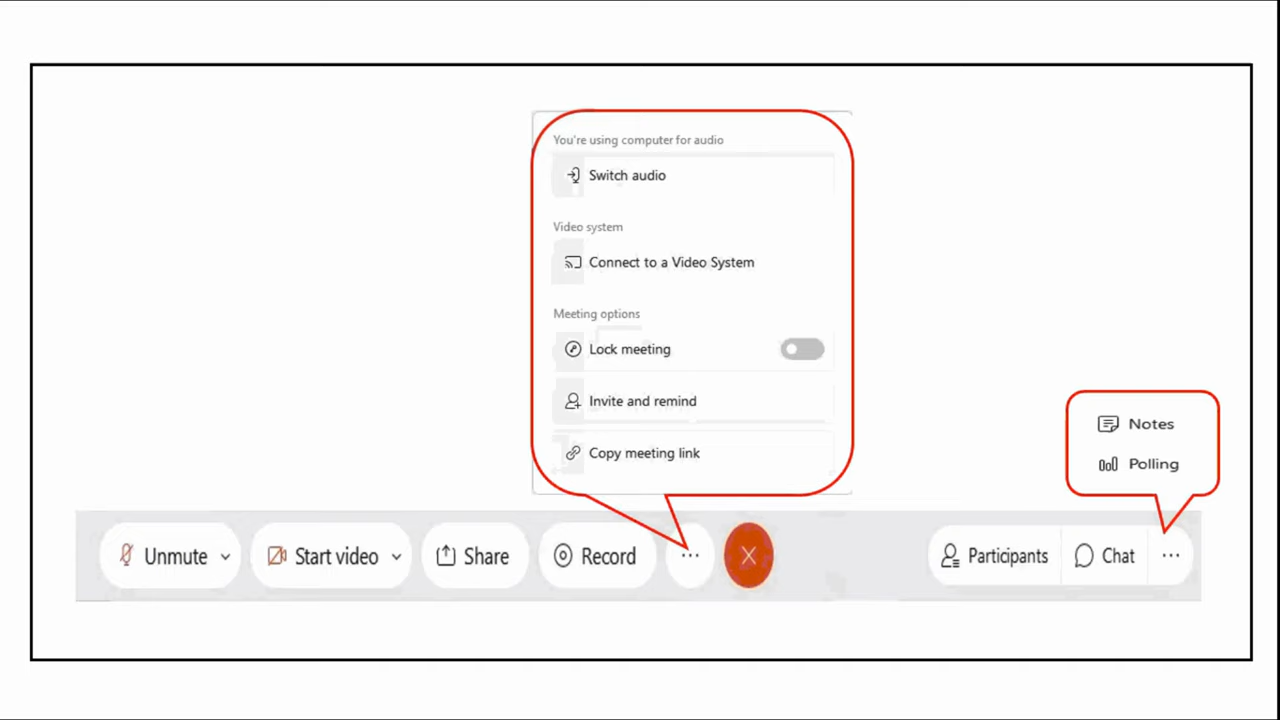 You're using computer for audio
Switch audio
Video system
Connect to a Video System
Meeting options
Lock meeting
Invite and remind
Copy meeting link
Notes
Polling
Unmute
Start video
Share
Record
Participants
Chat